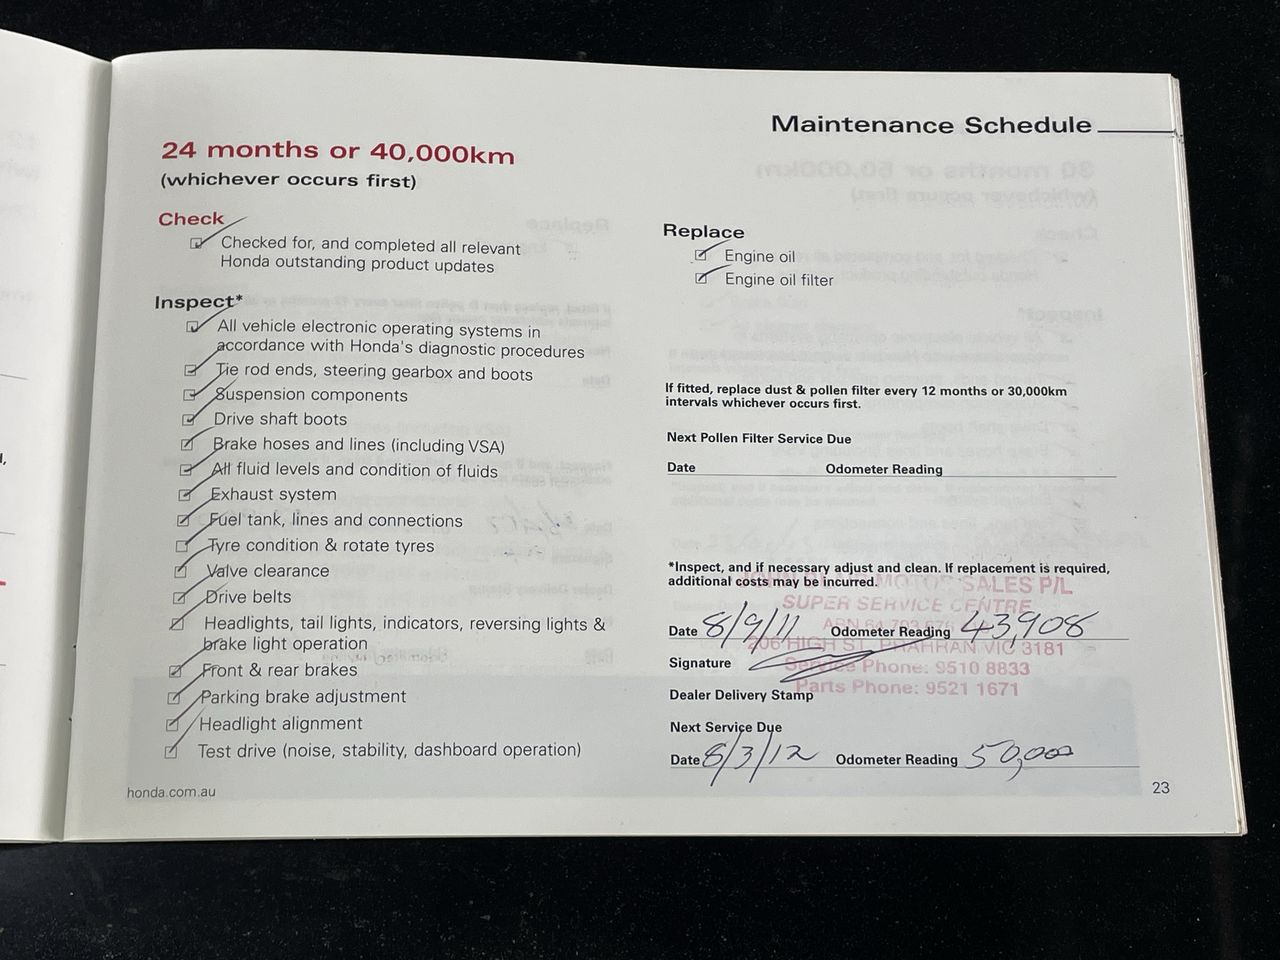 Maintenance Schedule
24 months or 40,000km
(whichever occurs first)
Check
Checked for, and completed all relevant
Honda outstanding product updates
Inspect*
All vehicle electronic operating systems in
accordance with Honda's diagnostic procedures
Tie rod ends, steering gearbox and boots
Suspension components
Drive shaft boots
Brake hoses and lines (including VSA)
All fluid levels and condition of fluids
Exhaust system
Fuel tank, lines and connections
Tyre condition & rotate tyres
Valve clearance
Drive belts
Headlights, tail lights, indicators, reversing lights &
brake light operation
Front & rear brakes
Parking brake adjustment
Headlight alignment
Test drive (noise, stability, dashboard operation)
honda.com.au
Replace
Engine oil
Engine oil filter
If fitted, replace dust & pollen filter every 12 months or 30,000km
intervals whichever occurs first.
Next Pollen Filter Service Due
Date Odometer Reading
*Inspect, and if necessary adjust and clean. If replacement is required,
additional costs may be incurred.
MOTOR SALES P/L
SUPER SERVICE CENTRE
ABN 64 703
Date 8/9/11 Odometer Reading 43,908
206 HIGH ST, PRAHRAN VIC 3181
Signature
Service Phone: 9510 8833
Parts Phone: 9521 1671
Dealer Delivery Stamp
Next Service Due
Date 8/3/12 Odometer Reading 50,000
23